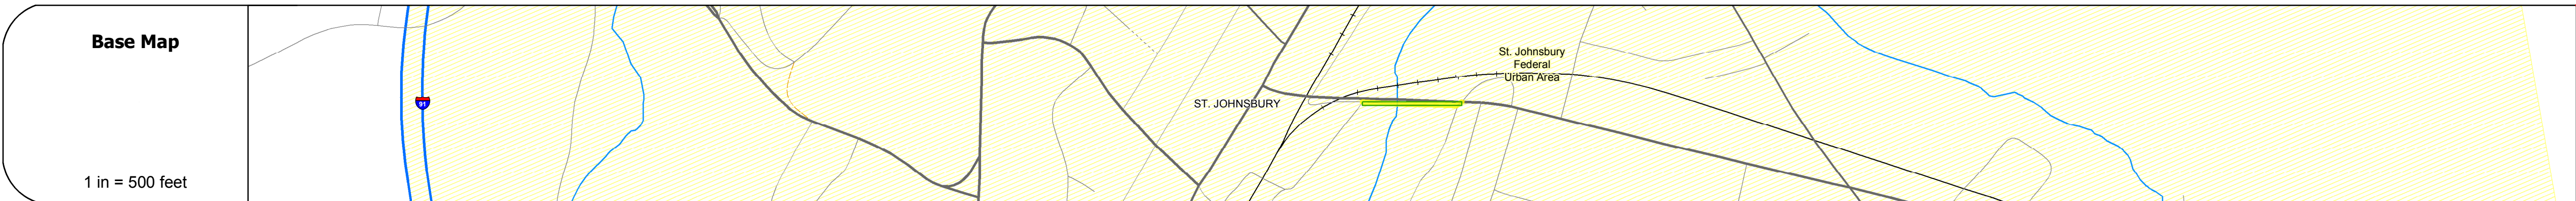 Base Map
1 in = 500 feet
91
ST. JOHNSBURY
St. Johnsbury
Federal
Urban Area